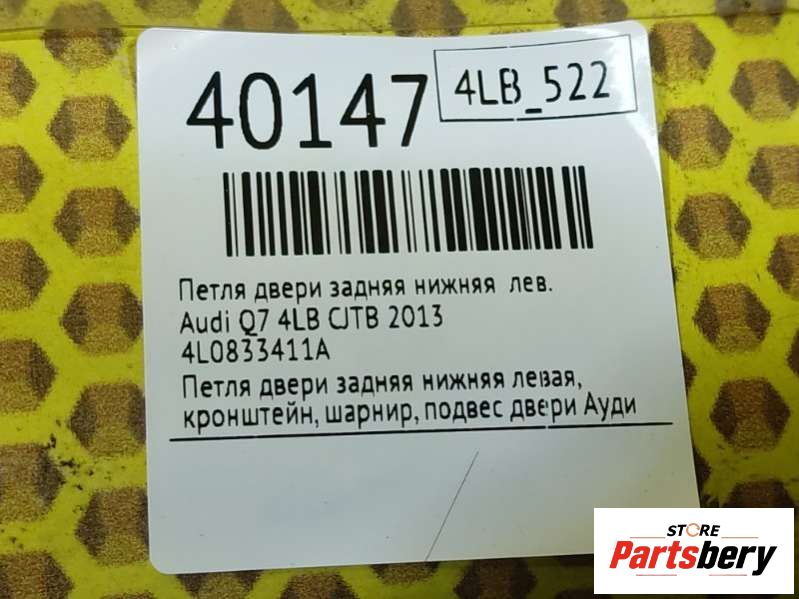 40147
4LB_522
Петля двери задняя нижняя лев.
Audi Q7 4LB CJTB 2013
4L0833411A
Петля двери задняя нижняя левая,
кронштейн, шарнир, подвес двери Ауди
STORE
Partsbery